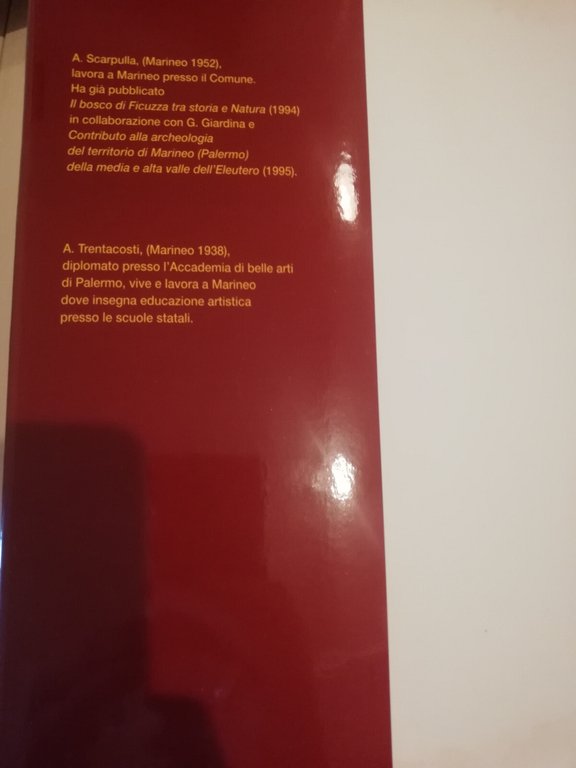 A. Scarpulla, (Marineo 1952),
lavora a Marineo presso il Comune.
Ha già pubblicato
Il bosco di Ficuzza tra storia e Natura (1994)
in collaborazione con G. Giardina e
Contributo alla archeologia
del territorio di Marineo (Palermo)
della media e alta valle dell'Eleutero (1995).
A. Trentacosti, (Marineo 1938),
diplomato presso l'Accademia di belle arti
di Palermo, vive e lavora a Marineo
dove insegna educazione artistica
presso le scuole statali.